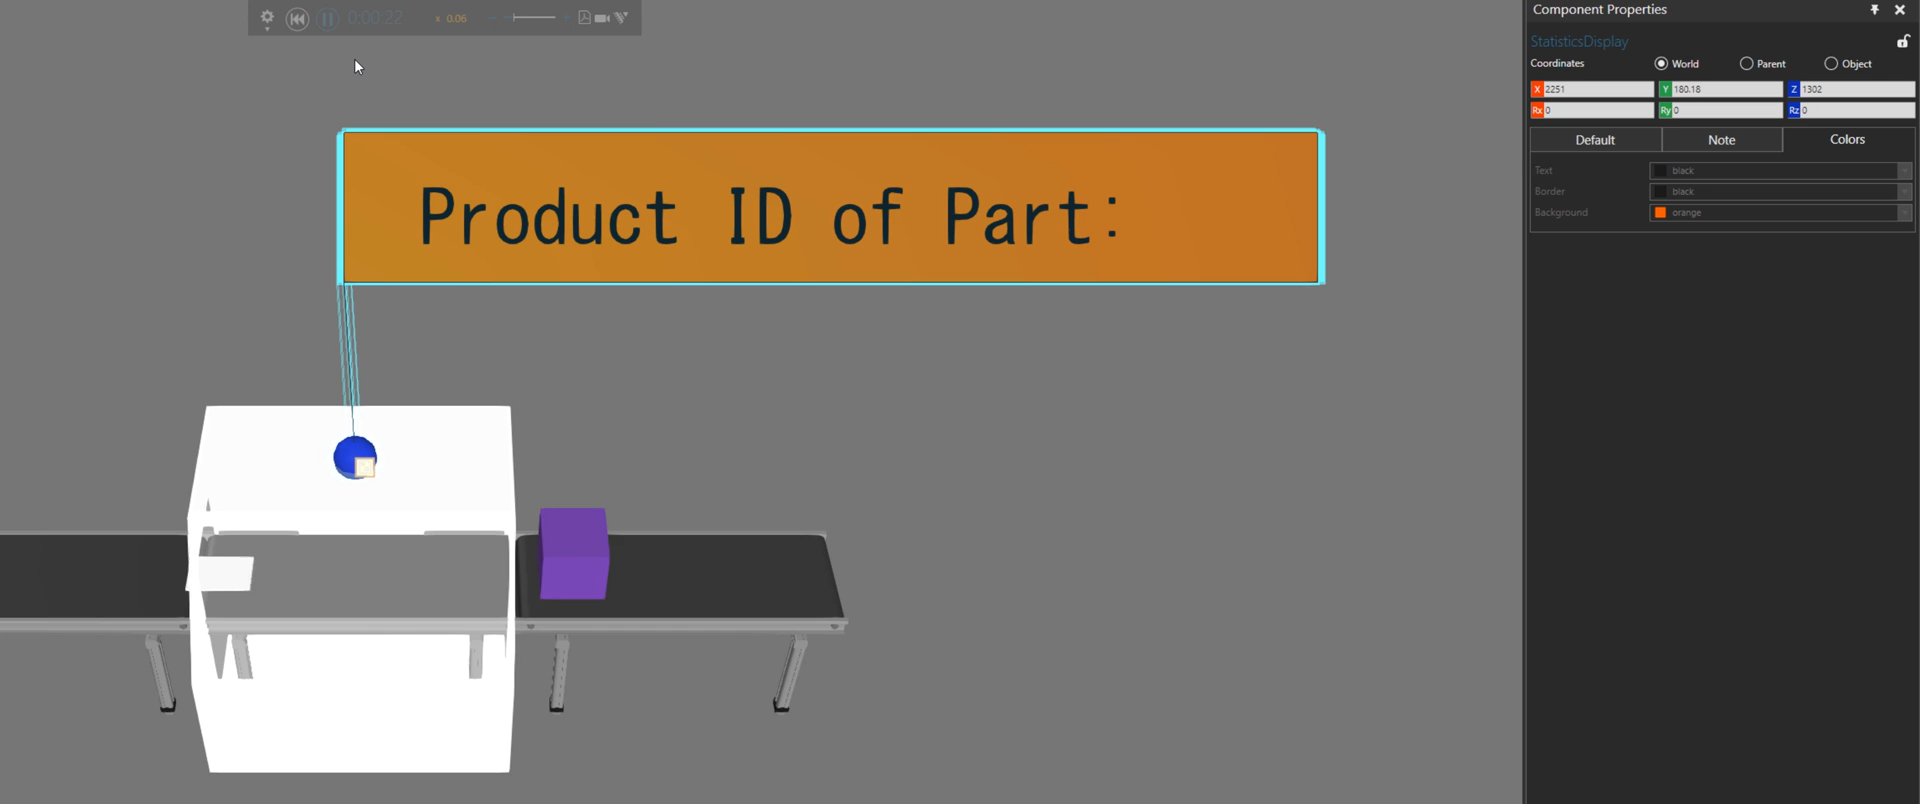 0:00:22 x 0.06
Component Properties
StatisticsDisplay
Coordinates World Parent Object
X 2251 Y 180.18 Z 1302
Rx 0 Ry 0 Rz 0
Default Note Colors
Text black
Border black
Background orange
Product ID of Part: